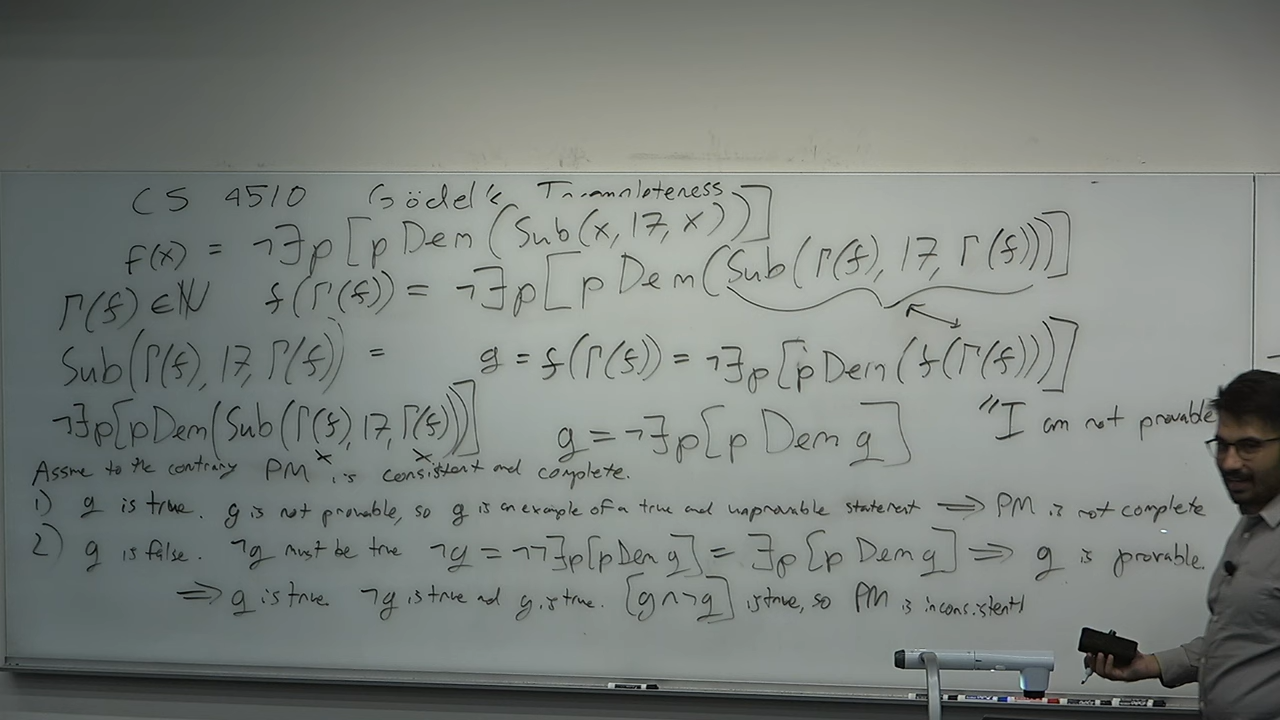 CS 4510 Gödel's Incompleteness
f(x) = ¬∃p[p Dem(Sub(x, 17, x))]
Γ(f) ∈ ℕ f(Γ(f)) = ¬∃p[p Dem(Sub(Γ(f), 17, Γ(f)))]
Sub(Γ(f), 17, Γ(f)) = g = f(Γ(f)) = ¬∃p[p Dem(f(Γ(f)))]
¬∃p[p Dem(Sub(Γ(f), 17, Γ(f)))] g = ¬∃p[p Dem g] "I am not provable
x x
Assme to the contrary PM is consistent and complete.
1) g is true. g is not provable, so g is an example of a true and unprovable statement ⟹ PM is not complete
2) g is false. ¬g must be true ¬g = ¬¬∃p[p Dem g] = ∃p[p Dem g] ⟹ g is provable.
⟹ g is true. ¬g is true and g is true. [g ∧ ¬g] is true, so PM is inconsistent!